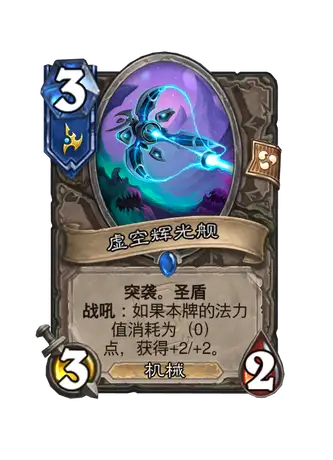 3
虚空辉光舰
突袭。圣盾
战吼:如果本牌的法力
值消耗为(0)
点,获得+2/+2。
3
机械
2